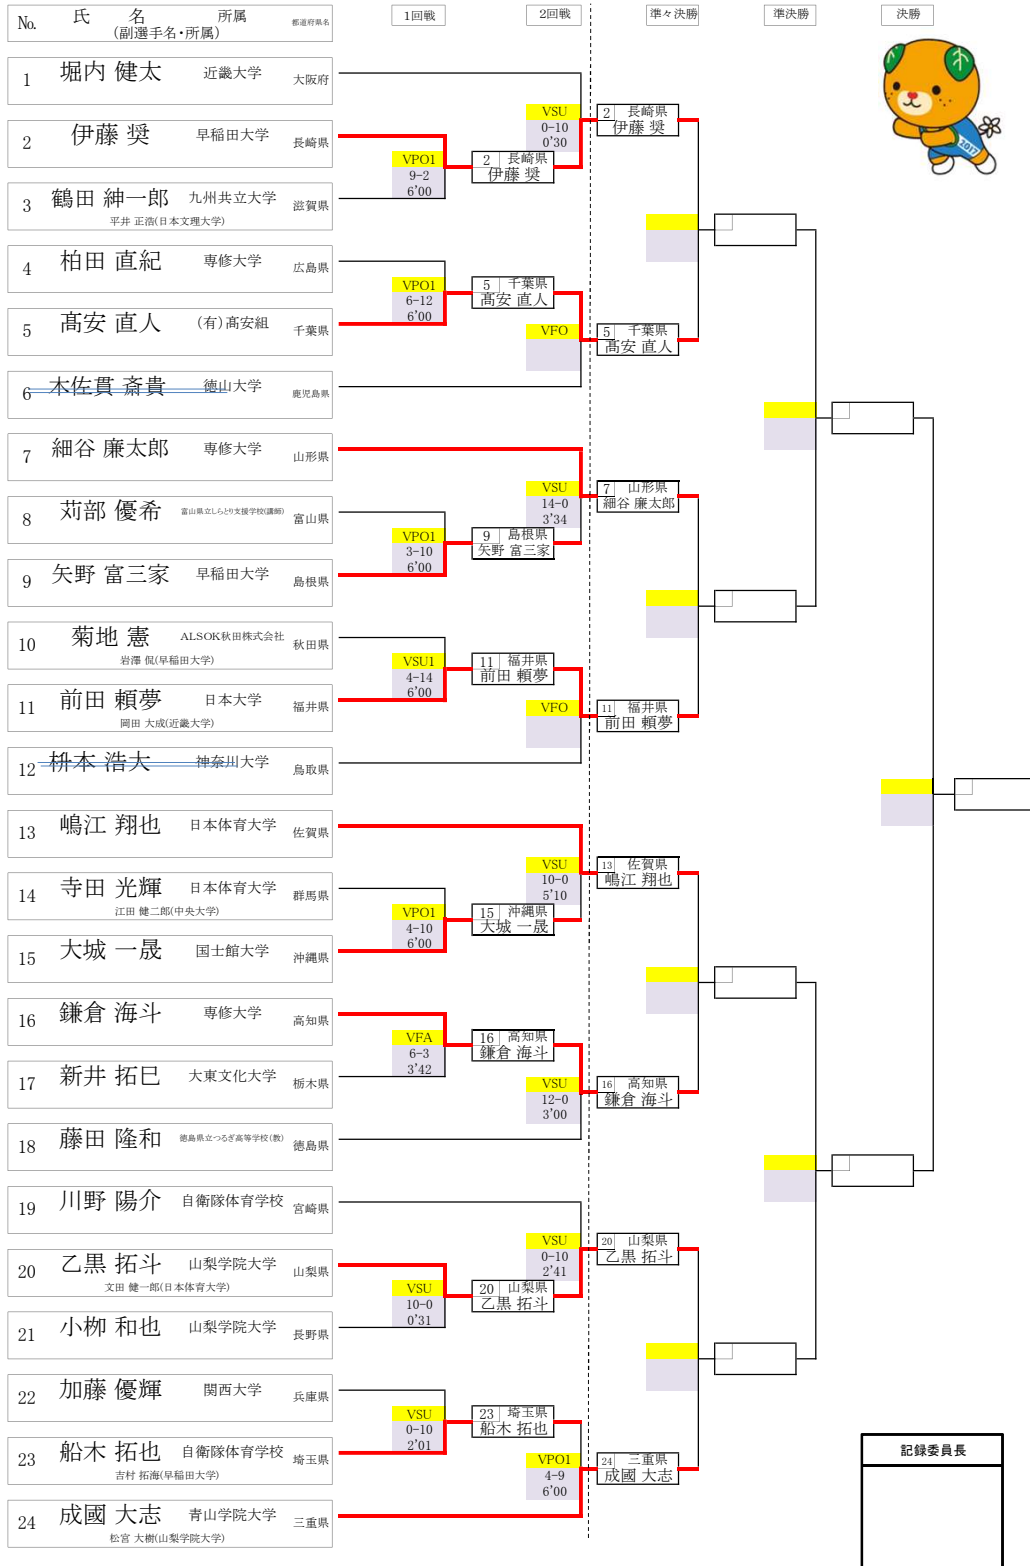 No. 氏 名 所属 都道府県名 1回戦 2回戦 準々決勝 準決勝 決勝
(副選手名・所属)
1 堀内 健太 近畿大学 大阪府
VSU
0-10
0'30
2 長崎県
伊藤 奨
2 伊藤 奨 早稲田大学 長崎県
VPO1
9-2
6'00
2 長崎県
伊藤 奨
3 鶴田 紳一郎 九州共立大学 滋賀県
平井 正浩(日本文理大学)
4 柏田 直紀 専修大学 広島県
VPO1
6-12
6'00
5 千葉県
髙安 直人
5 髙安 直人 (有)髙安組 千葉県
VFO
5 千葉県
髙安 直人
6 木佐貫 斎貴 徳山大学 鹿児島県
7 細谷 廉太郎 専修大学 山形県
VSU
14-0
3'34
7 山形県
細谷 廉太郎
8 苅部 優希 富山県立しらとり支援学校(講師) 富山県
VPO1
3-10
6'00
9 島根県
矢野 富三家
9 矢野 富三家 早稲田大学 島根県
10 菊地 憲 ALSOK秋田株式会社 秋田県
岩澤 侃(早稲田大学)
VSU1
4-14
6'00
11 福井県
前田 頼夢
11 前田 頼夢 日本大学 福井県
岡田 大成(近畿大学)
VFO
11 福井県
前田 頼夢
12 枡本 浩大 神奈川大学 鳥取県
13 嶋江 翔也 日本体育大学 佐賀県
VSU
10-0
5'10
13 佐賀県
嶋江 翔也
14 寺田 光輝 日本体育大学 群馬県
江田 健二郎(中央大学)
VPO1
4-10
6'00
15 沖縄県
大城 一晟
15 大城 一晟 国士館大学 沖縄県
16 鎌倉 海斗 専修大学 高知県
VFA
6-3
3'42
16 高知県
鎌倉 海斗
17 新井 拓巳 大東文化大学 栃木県
VSU
12-0
3'00
16 高知県
鎌倉 海斗
18 藤田 隆和 徳島県立つるぎ高等学校(教) 徳島県
19 川野 陽介 自衛隊体育学校 宮崎県
VSU
0-10
2'41
20 山梨県
乙黒 拓斗
20 乙黒 拓斗 山梨学院大学 山梨県
文田 健一郎(日本体育大学)
VSU
10-0
0'31
20 山梨県
乙黒 拓斗
21 小栁 和也 山梨学院大学 長野県
22 加藤 優輝 関西大学 兵庫県
VSU
0-10
2'01
23 埼玉県
船木 拓也
23 船木 拓也 自衛隊体育学校 埼玉県
吉村 拓海(早稲田大学)
VPO1
4-9
6'00
24 三重県
成國 大志
24 成國 大志 青山学院大学 三重県
松宮 大樹(山梨学院大学)
2017
記録委員長